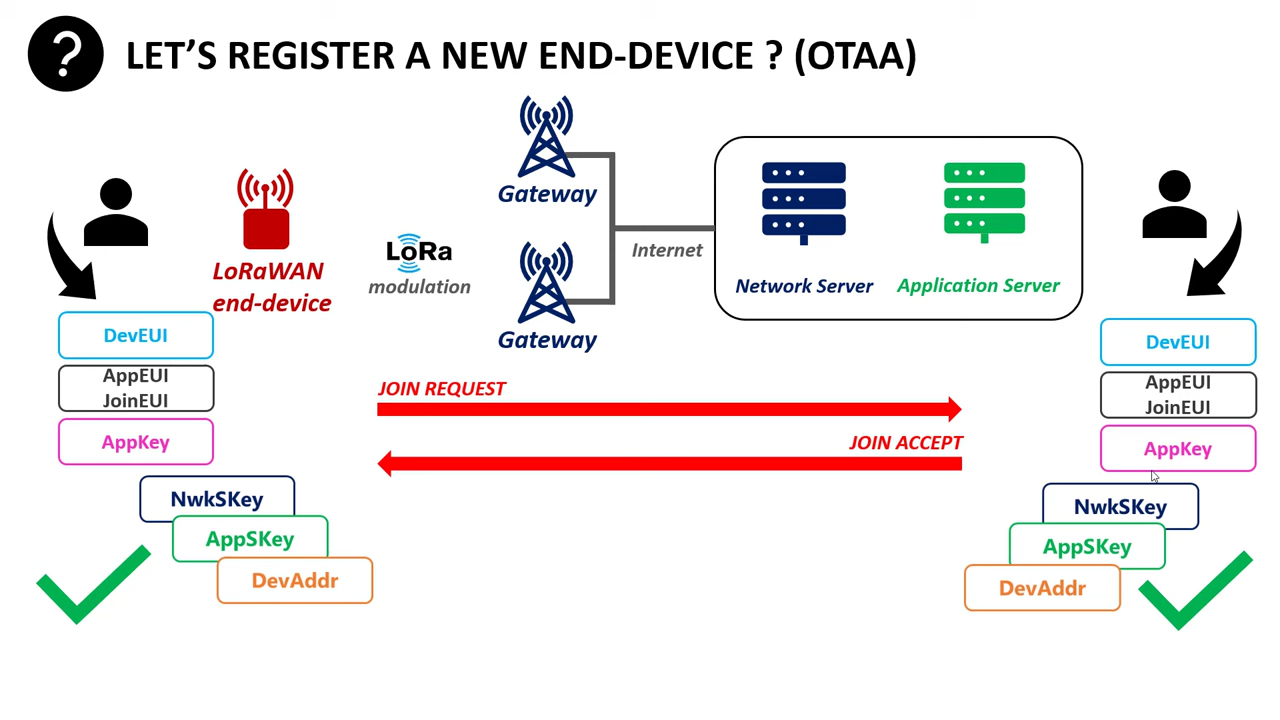 ?
LET'S REGISTER A NEW END-DEVICE ? (OTAA)
Gateway
LoRaWAN
end-device
LoRa
modulation
Gateway
Internet
Network Server
Application Server
DevEUI
AppEUI
JoinEUI
AppKey
NwkSKey
AppSKey
DevAddr
JOIN REQUEST
JOIN ACCEPT
DevEUI
AppEUI
JoinEUI
AppKey
NwkSKey
AppSKey
DevAddr